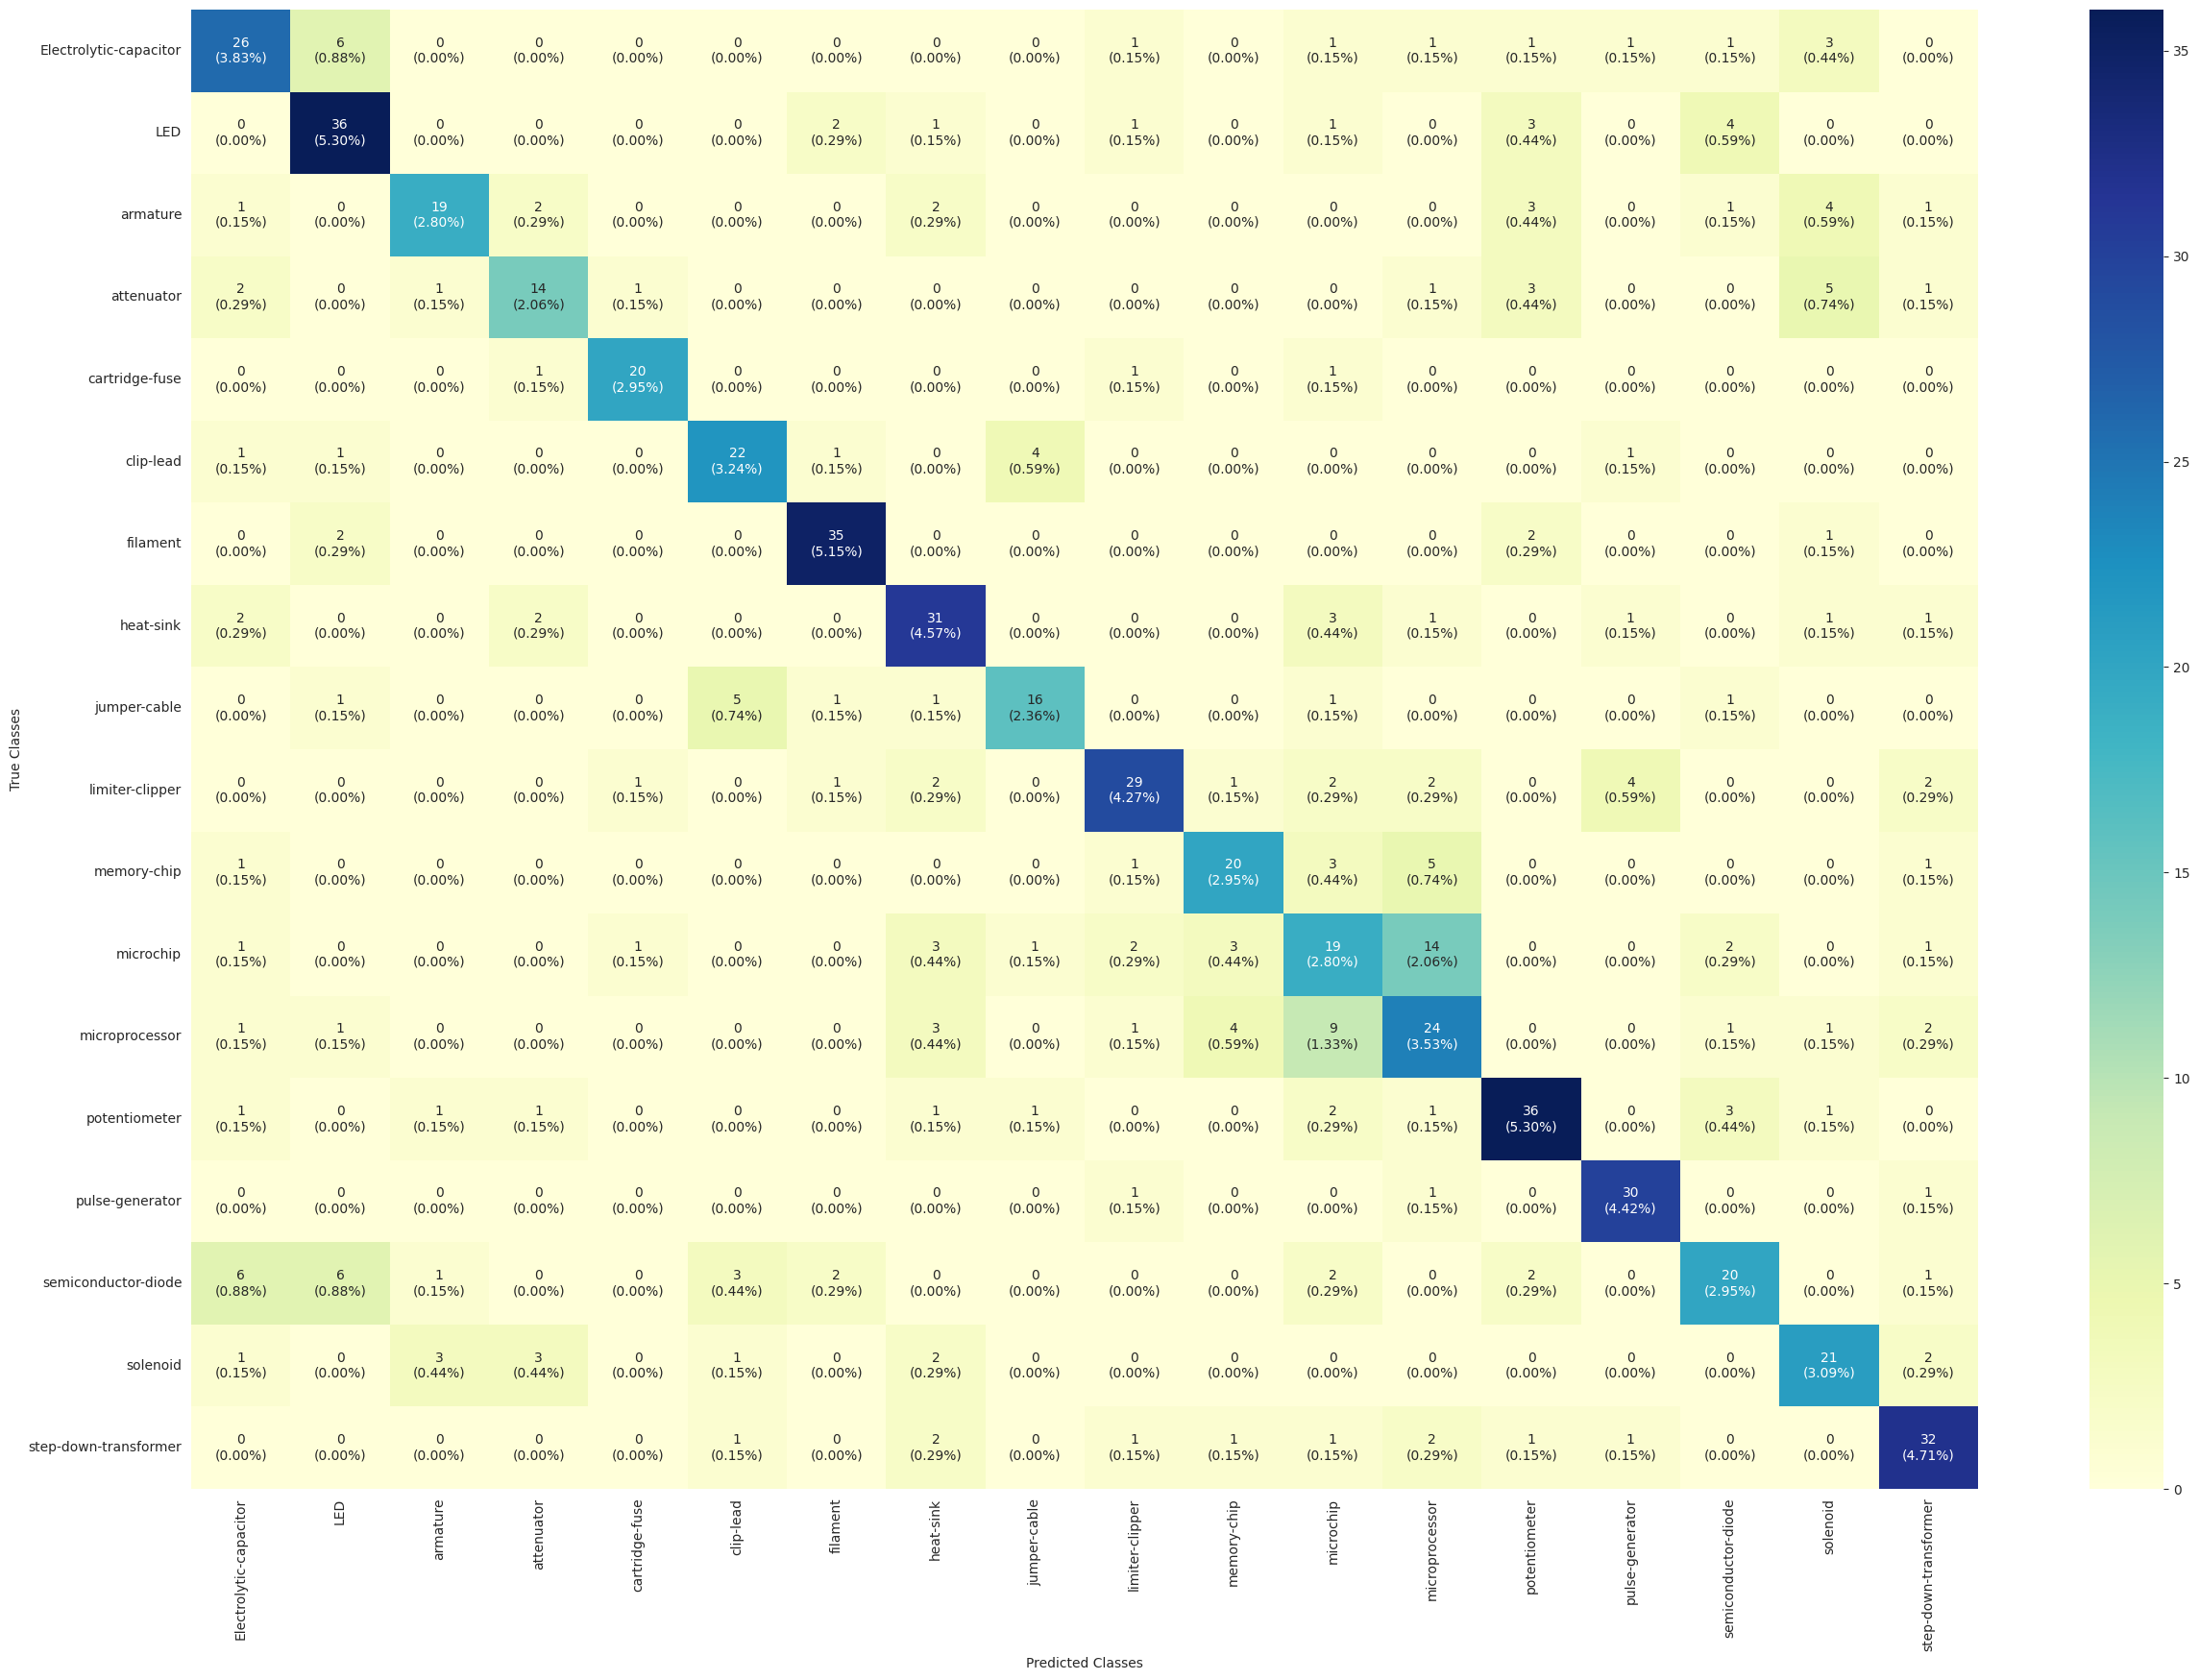 Electrolytic-capacitor 26 6 0 0 0 0 0 0 0 1 0 1 1 1 1 1 3 0
(3.83%) (0.88%) (0.00%) (0.00%) (0.00%) (0.00%) (0.00%) (0.00%) (0.00%) (0.15%) (0.00%) (0.15%) (0.15%) (0.15%) (0.15%) (0.15%) (0.44%) (0.00%)
LED 0 36 0 0 0 0 2 1 0 1 0 1 0 3 0 4 0 0
(0.00%) (5.30%) (0.00%) (0.00%) (0.00%) (0.00%) (0.29%) (0.15%) (0.00%) (0.15%) (0.00%) (0.15%) (0.00%) (0.44%) (0.00%) (0.59%) (0.00%) (0.00%)
armature 1 0 19 2 0 0 0 2 0 0 0 0 0 3 0 1 4 1
(0.15%) (0.00%) (2.80%) (0.29%) (0.00%) (0.00%) (0.00%) (0.29%) (0.00%) (0.00%) (0.00%) (0.00%) (0.00%) (0.44%) (0.00%) (0.15%) (0.59%) (0.15%)
attenuator 2 0 1 14 1 0 0 0 0 0 0 0 1 3 0 0 5 1
(0.29%) (0.00%) (0.15%) (2.06%) (0.15%) (0.00%) (0.00%) (0.00%) (0.00%) (0.00%) (0.00%) (0.00%) (0.15%) (0.44%) (0.00%) (0.00%) (0.74%) (0.15%)
cartridge-fuse 0 0 0 1 20 0 0 0 0 1 0 1 0 0 0 0 0 0
(0.00%) (0.00%) (0.00%) (0.15%) (2.95%) (0.00%) (0.00%) (0.00%) (0.00%) (0.15%) (0.00%) (0.15%) (0.00%) (0.00%) (0.00%) (0.00%) (0.00%) (0.00%)
clip-lead 1 1 0 0 0 22 1 0 4 0 0 0 0 0 1 0 0 0
(0.15%) (0.15%) (0.00%) (0.00%) (0.00%) (3.24%) (0.15%) (0.00%) (0.59%) (0.00%) (0.00%) (0.00%) (0.00%) (0.00%) (0.15%) (0.00%) (0.00%) (0.00%)
filament 0 2 0 0 0 0 35 0 0 0 0 0 0 2 0 0 1 0
(0.00%) (0.29%) (0.00%) (0.00%) (0.00%) (0.00%) (5.15%) (0.00%) (0.00%) (0.00%) (0.00%) (0.00%) (0.00%) (0.29%) (0.00%) (0.00%) (0.15%) (0.00%)
heat-sink 2 0 0 2 0 0 0 31 0 0 0 3 1 0 1 0 1 1
(0.29%) (0.00%) (0.00%) (0.29%) (0.00%) (0.00%) (0.00%) (4.57%) (0.00%) (0.00%) (0.00%) (0.44%) (0.15%) (0.00%) (0.15%) (0.00%) (0.15%) (0.15%)
jumper-cable 0 1 0 0 0 5 1 1 16 0 0 1 0 0 0 1 0 0
(0.00%) (0.15%) (0.00%) (0.00%) (0.00%) (0.74%) (0.15%) (0.15%) (2.36%) (0.00%) (0.00%) (0.15%) (0.00%) (0.00%) (0.00%) (0.15%) (0.00%) (0.00%)
limiter-clipper 0 0 0 0 1 0 1 2 0 29 1 2 2 0 4 0 0 2
(0.00%) (0.00%) (0.00%) (0.00%) (0.15%) (0.00%) (0.15%) (0.29%) (0.00%) (4.27%) (0.15%) (0.29%) (0.29%) (0.00%) (0.59%) (0.00%) (0.00%) (0.29%)
memory-chip 1 0 0 0 0 0 0 0 0 1 20 3 5 0 0 0 0 1
(0.15%) (0.00%) (0.00%) (0.00%) (0.00%) (0.00%) (0.00%) (0.00%) (0.00%) (0.15%) (2.95%) (0.44%) (0.74%) (0.00%) (0.00%) (0.00%) (0.00%) (0.15%)
microchip 1 0 0 0 1 0 0 3 1 2 3 19 14 0 0 2 0 1
(0.15%) (0.00%) (0.00%) (0.00%) (0.15%) (0.00%) (0.00%) (0.44%) (0.15%) (0.29%) (0.44%) (2.80%) (2.06%) (0.00%) (0.00%) (0.29%) (0.00%) (0.15%)
microprocessor 1 1 0 0 0 0 0 3 0 1 4 9 24 0 0 1 1 2
(0.15%) (0.15%) (0.00%) (0.00%) (0.00%) (0.00%) (0.00%) (0.44%) (0.00%) (0.15%) (0.59%) (1.33%) (3.53%) (0.00%) (0.00%) (0.15%) (0.15%) (0.29%)
potentiometer 1 0 1 1 0 0 0 1 1 0 0 2 1 36 0 3 1 0
(0.15%) (0.00%) (0.15%) (0.15%) (0.00%) (0.00%) (0.00%) (0.15%) (0.15%) (0.00%) (0.00%) (0.29%) (0.15%) (5.30%) (0.00%) (0.44%) (0.15%) (0.00%)
pulse-generator 0 0 0 0 0 0 0 0 0 1 0 0 1 0 30 0 0 1
(0.00%) (0.00%) (0.00%) (0.00%) (0.00%) (0.00%) (0.00%) (0.00%) (0.00%) (0.15%) (0.00%) (0.00%) (0.15%) (0.00%) (4.42%) (0.00%) (0.00%) (0.15%)
semiconductor-diode 6 6 1 0 0 3 2 0 0 0 0 2 0 2 0 20 0 1
(0.88%) (0.88%) (0.15%) (0.00%) (0.00%) (0.44%) (0.29%) (0.00%) (0.00%) (0.00%) (0.00%) (0.29%) (0.00%) (0.29%) (0.00%) (2.95%) (0.00%) (0.15%)
solenoid 1 0 3 3 0 1 0 2 0 0 0 0 0 0 0 0 21 2
(0.15%) (0.00%) (0.44%) (0.44%) (0.00%) (0.15%) (0.00%) (0.29%) (0.00%) (0.00%) (0.00%) (0.00%) (0.00%) (0.00%) (0.00%) (0.00%) (3.09%) (0.29%)
step-down-transformer 0 0 0 0 0 1 0 2 0 1 1 1 2 1 1 0 0 32
(0.00%) (0.00%) (0.00%) (0.00%) (0.00%) (0.15%) (0.00%) (0.29%) (0.00%) (0.15%) (0.15%) (0.15%) (0.29%) (0.15%) (0.15%) (0.00%) (0.00%) (4.71%)
True Classes
Electrolytic-capacitor
LED
armature
attenuator
cartridge-fuse
clip-lead
filament
heat-sink
jumper-cable
limiter-clipper
memory-chip
microchip
microprocessor
potentiometer
pulse-generator
semiconductor-diode
solenoid
step-down-transformer
Predicted Classes
35
30
25
20
15
10
5
0